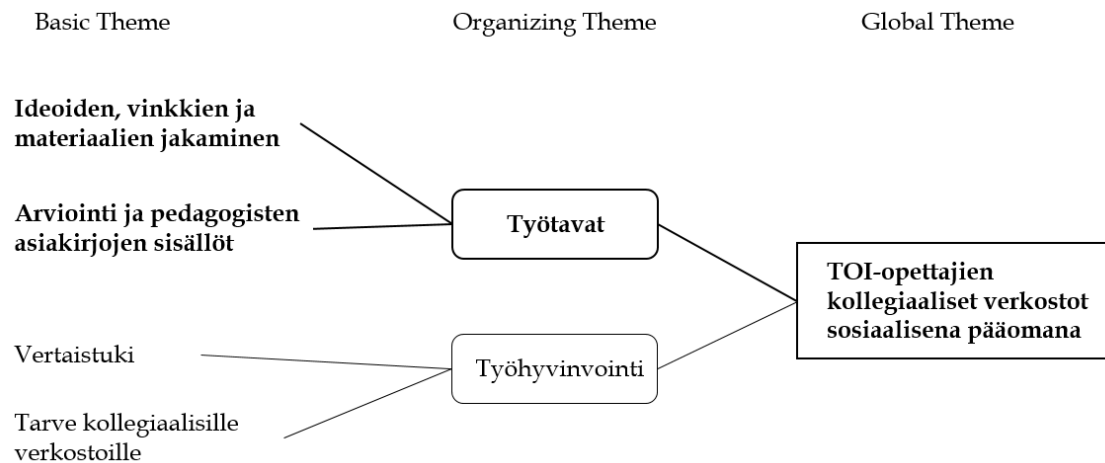 Basic Theme
Organizing Theme
Global Theme
Ideoiden, vinkkien ja
materiaalien jakaminen
Arviointi ja pedagogisten
asiakirjojen sisällöt
Työtavat
TOI-opettajien
kollegiaaliset verkostot
sosiaalisena pääomana
Vertaistuki
Työhyvinvointi
Tarve kollegiaalisille
verkostoille